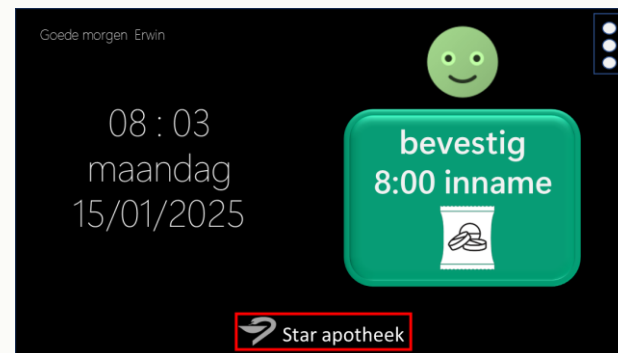 Goede morgen Erwin
08 : 03
maandag
15/01/2025
bevestig
8:00 inname
Star apotheek